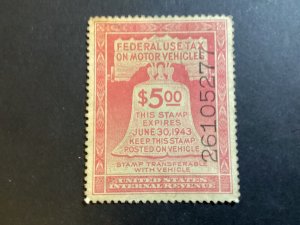 FEDERAL USE TAX
ON MOTOR VEHICLES
$5.00
THIS STAMP
EXPIRES
JUNE 30, 1943
KEEP THIS STAMP
POSTED ON VEHICLE
STAMP TRANSFERABLE
WITH VEHICLE
UNITED STATES
INTERNAL REVENUE
26105277